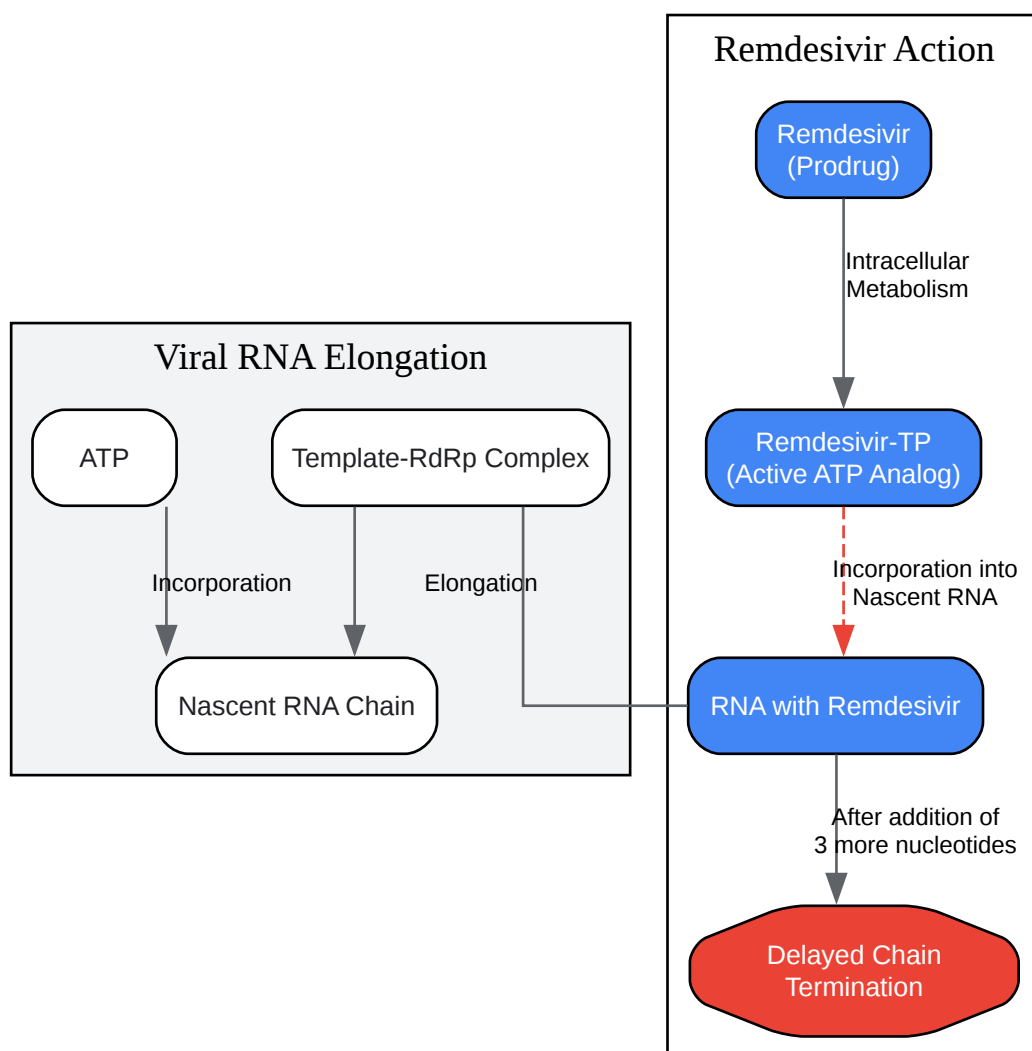 Remdesivir Action
Remdesivir
(Prodrug)
Intracellular
Metabolism
Viral RNA Elongation
ATP
Template-RdRp Complex
Remdesivir-TP
(Active ATP Analog)
Incorporation
Elongation
Incorporation into
Nascent RNA
Nascent RNA Chain
RNA with Remdesivir
After addition of
3 more nucleotides
Delayed Chain
Termination